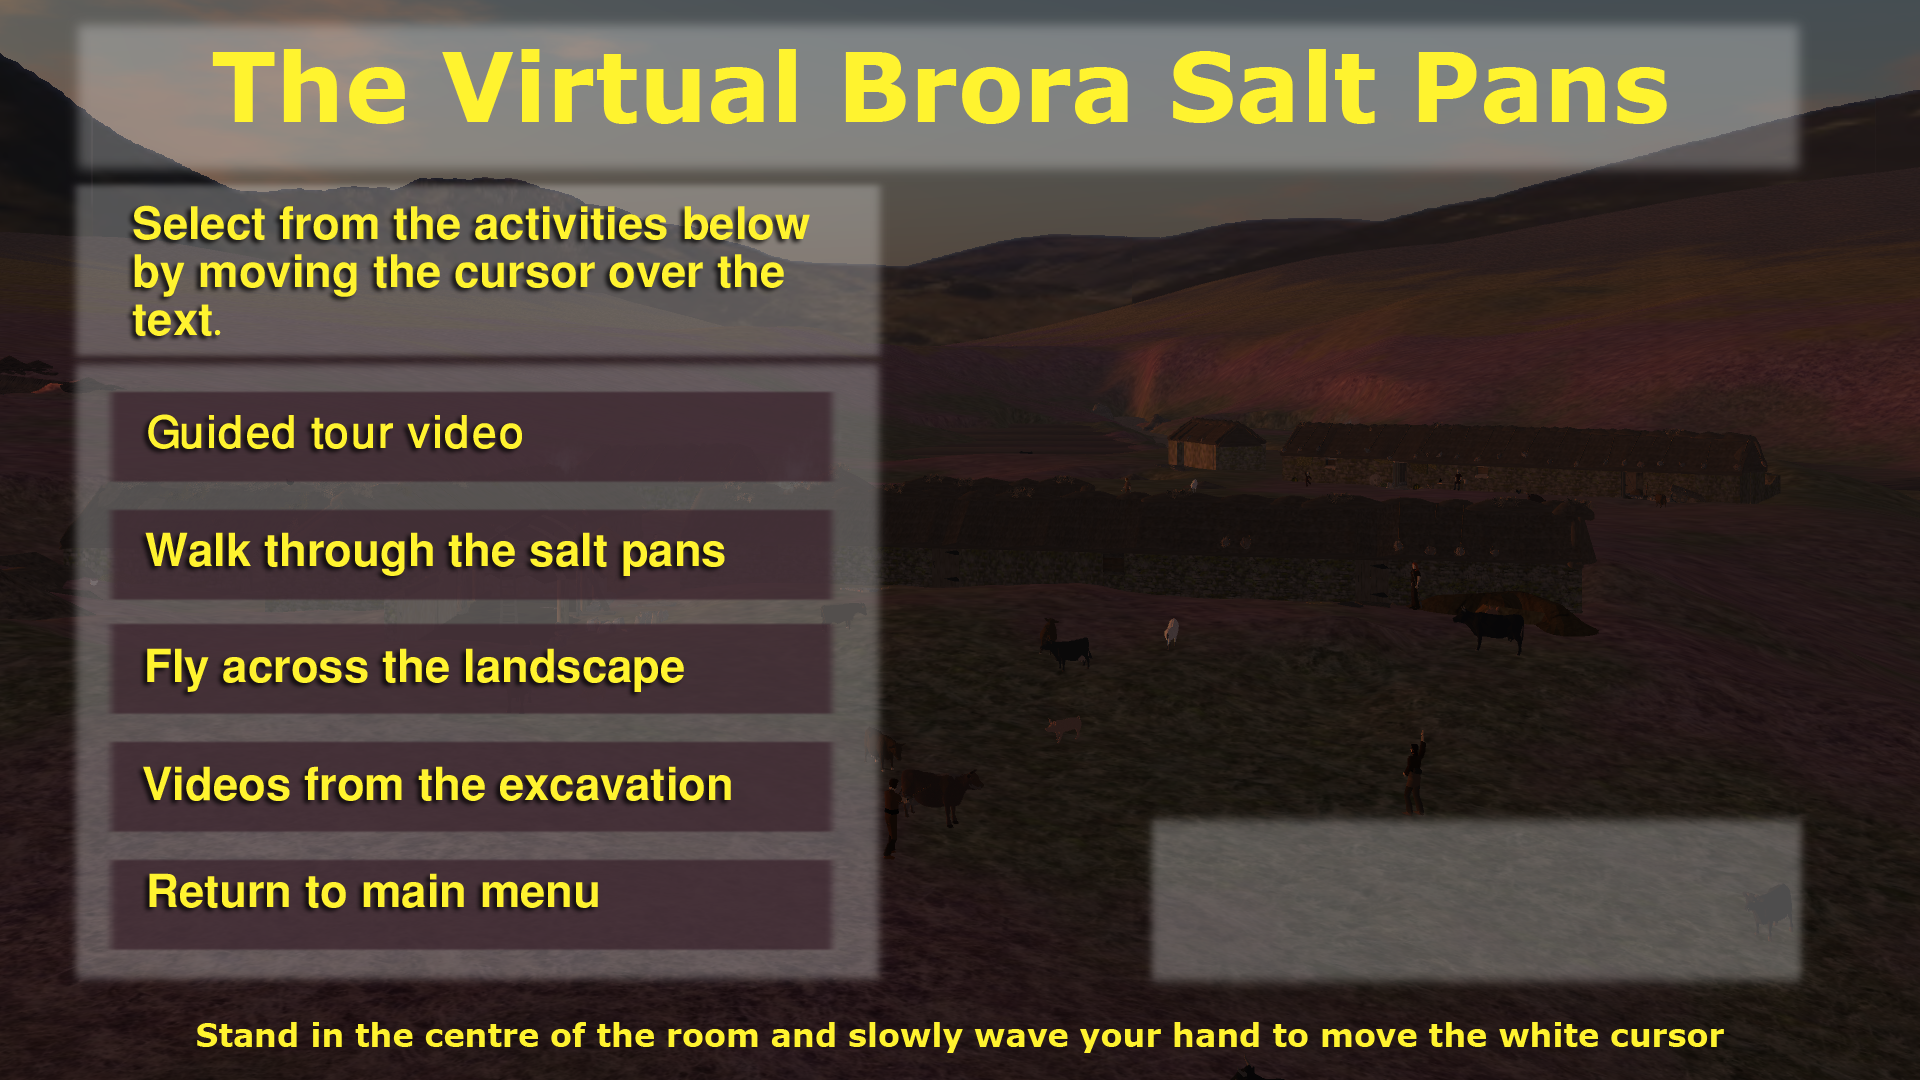 The Virtual Brora Salt Pans
Select from the activities below
by moving the cursor over the
text.
Guided tour video
Walk through the salt pans
Fly across the landscape
Videos from the excavation
Return to main menu
Stand in the centre of the room and slowly wave your hand to move the white cursor